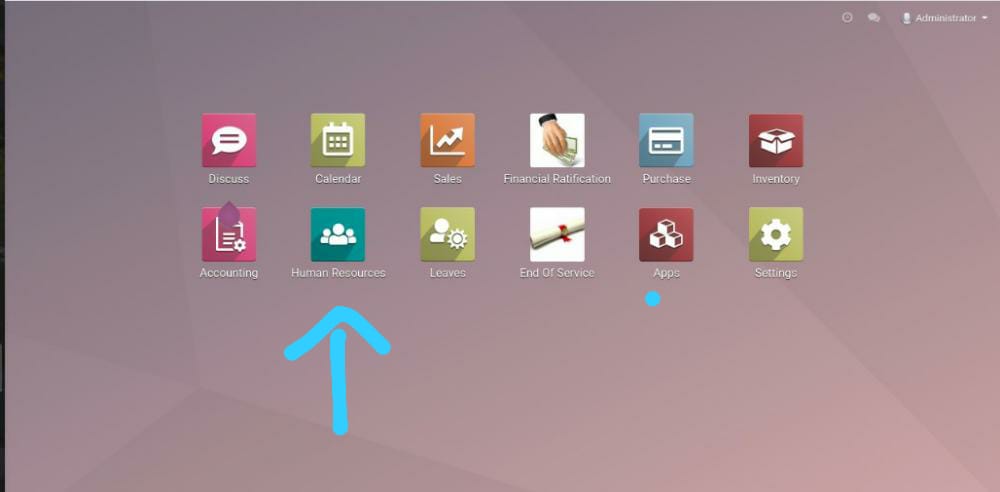 Administrator
Discuss
Calendar
Sales
Financial Ratification
Purchase
Inventory
Accounting
Human Resources
Leaves
End Of Service
Apps
Settings